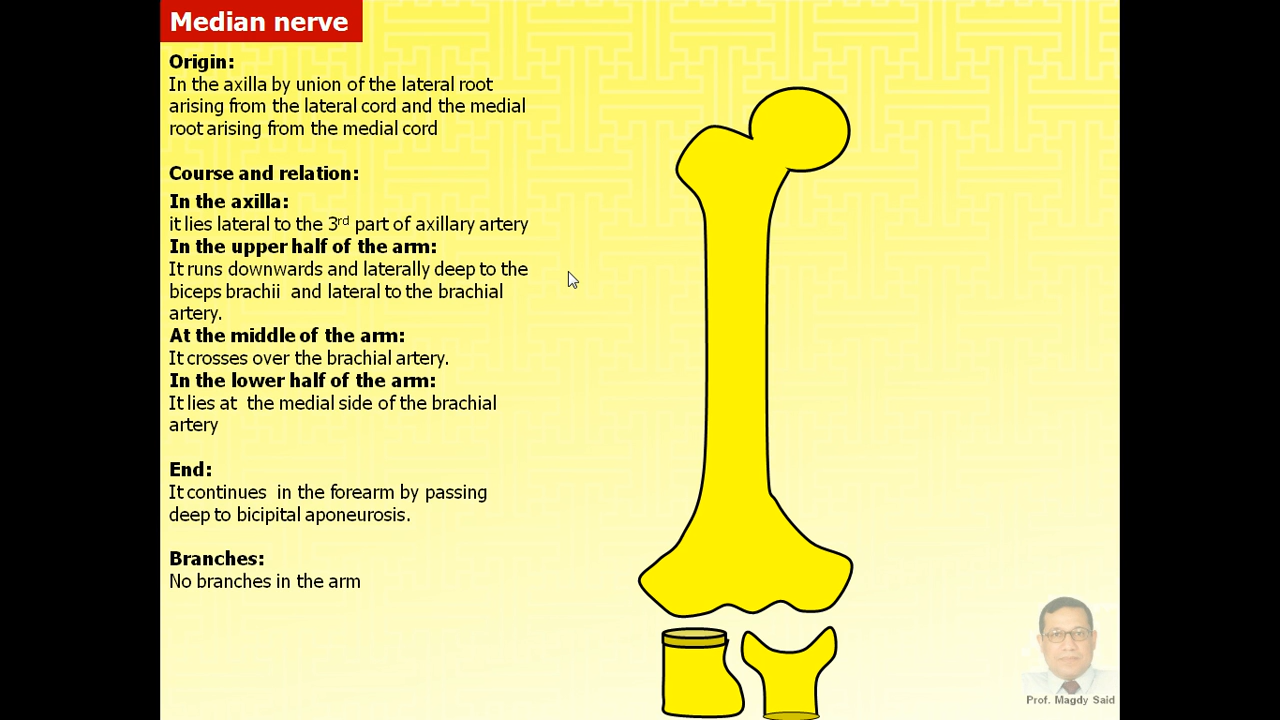 Median nerve
Origin:
In the axilla by union of the lateral root
arising from the lateral cord and the medial
root arising from the medial cord
Course and relation:
In the axilla:
it lies lateral to the 3rd part of axillary artery
In the upper half of the arm:
It runs downwards and laterally deep to the
biceps brachii and lateral to the brachial
artery.
At the middle of the arm:
It crosses over the brachial artery.
In the lower half of the arm:
It lies at the medial side of the brachial
artery
End:
It continues in the forearm by passing
deep to bicipital aponeurosis.
Branches:
No branches in the arm
Prof. Magdy Said